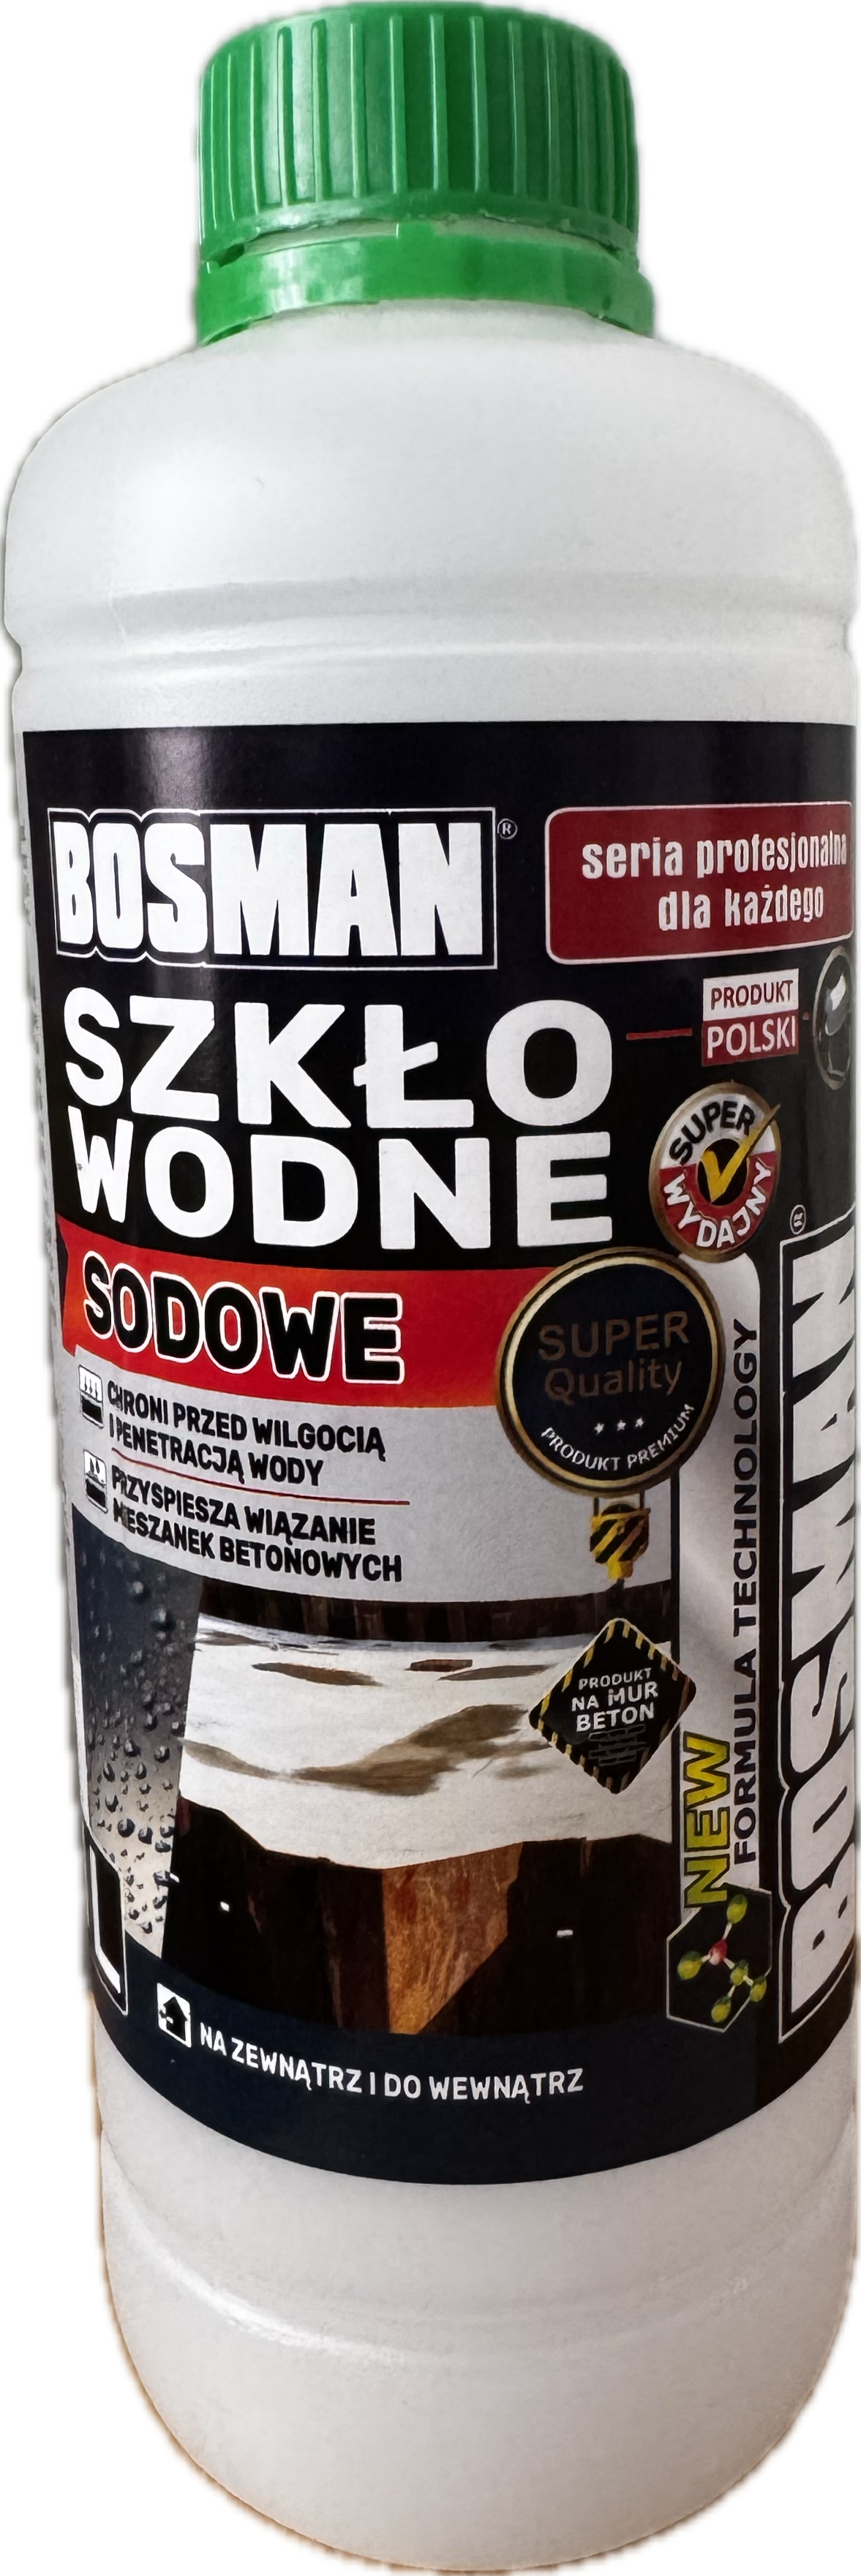 BOSMAN®
seria profesjonalna
dla każdego
SZKŁO
WODNE
PRODUKT
POLSKI
SUPER
WYDAJNY
SODOWE
SUPER
Quality
PRODUKT PREMIUM
CHRONI PRZED WILGOCIĄ
I PENETRACJĄ WODY
PRZYSPIESZA WIĄZANIE
MIESZANEK BETONOWYCH
PRODUKT
NA MUR
BETON
NEW
FORMULA TECHNOLOGY
BOSMAN®
L
NA ZEWNĄTRZ I DO WEWNĄTRZ